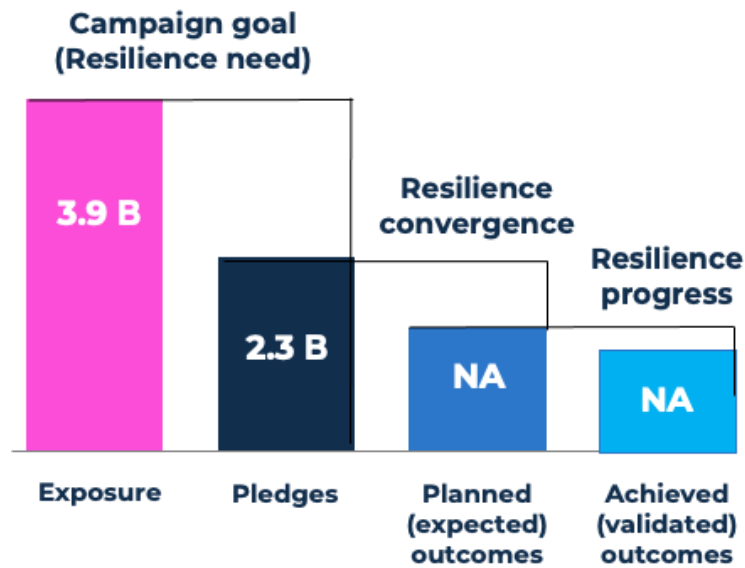 Campaign goal
(Resilience need)
3.9 B
Resilience
convergence
Resilience
progress
2.3 B
NA
NA
Exposure
Pledges
Planned
(expected)
outcomes
Achieved
(validated)
outcomes